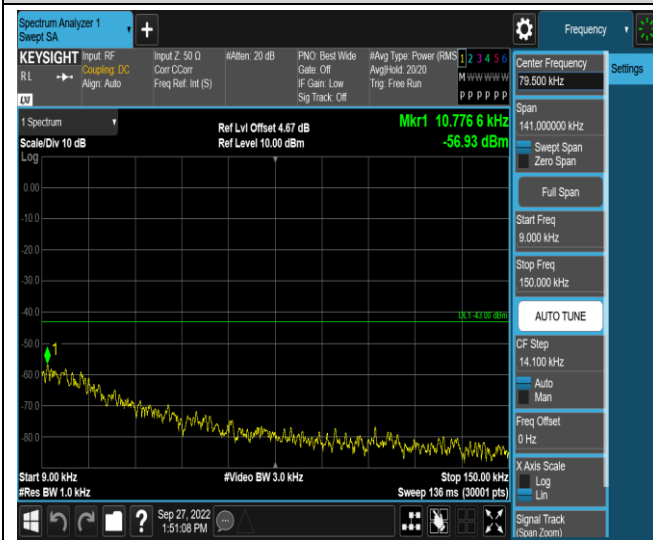 Spectrum Analyzer 1
Swept SA
+
Frequency
KEYSIGHT
RL
LXI
Input: RF
Coupling: DC
Align: Auto
Input Z: 50 Ω
Corr CCorr
Freq Ref: Int (S)
#Atten: 20 dB
PNO: Best Wide
Gate: Off
IF Gain: Low
Sig Track: Off
#Avg Type: Power (RMS
Avg|Hold: 20/20
Trig: Free Run
1 2 3 4 5 6
M W W W W W
P P P P P P
Center Frequency
79.500 kHz
Settings
Span
141.000000 kHz
Swept Span
Zero Span
Full Span
Start Freq
9.000 kHz
Stop Freq
150.000 kHz
AUTO TUNE
CF Step
14.100 kHz
Auto
Man
Freq Offset
0 Hz
X Axis Scale
Log
Lin
Signal Track
(Span Zoom)
1 Spectrum
Scale/Div 10 dB
Log
Ref Lvl Offset 4.67 dB
Ref Level 10.00 dBm
Mkr1 10.776 6 kHz
-56.93 dBm
0.00
-10.0
-20.0
-30.0
-40.0
DL1 -43.00 dBm
-50.0
1
-60.0
-70.0
-80.0
Start 9.00 kHz
#Res BW 1.0 kHz
#Video BW 3.0 kHz
Stop 150.00 kHz
Sweep 136 ms (30001 pts)
?
Sep 27, 2022
1:51:08 PM